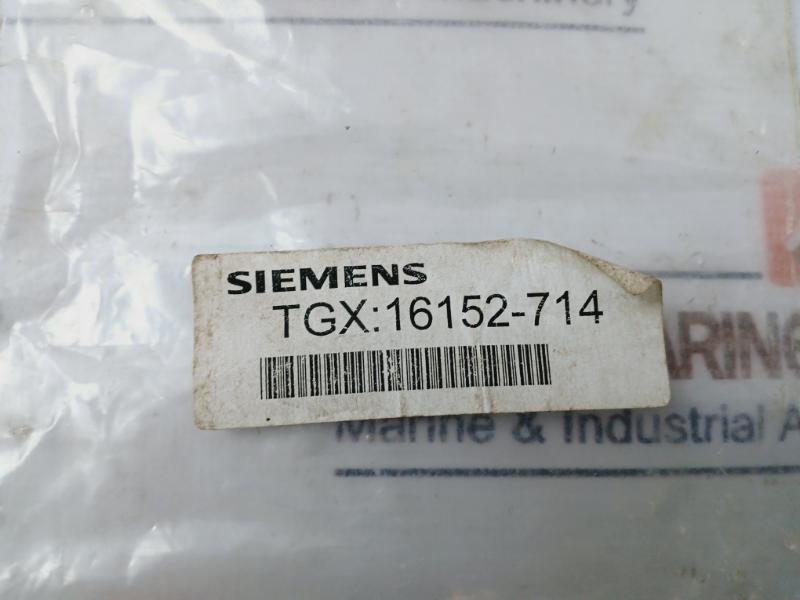 SIEMENS
TGX:16152-714
Marine & Industrial